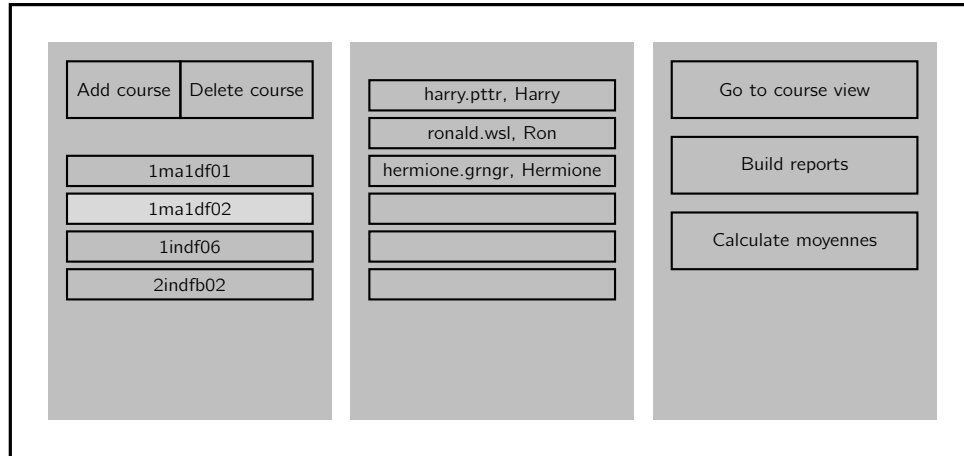 Add course
Delete course
1ma1df01
1ma1df02
1indf06
2indfb02
harry.pttr, Harry
ronald.wsl, Ron
hermione.grngr, Hermione
Go to course view
Build reports
Calculate moyennes